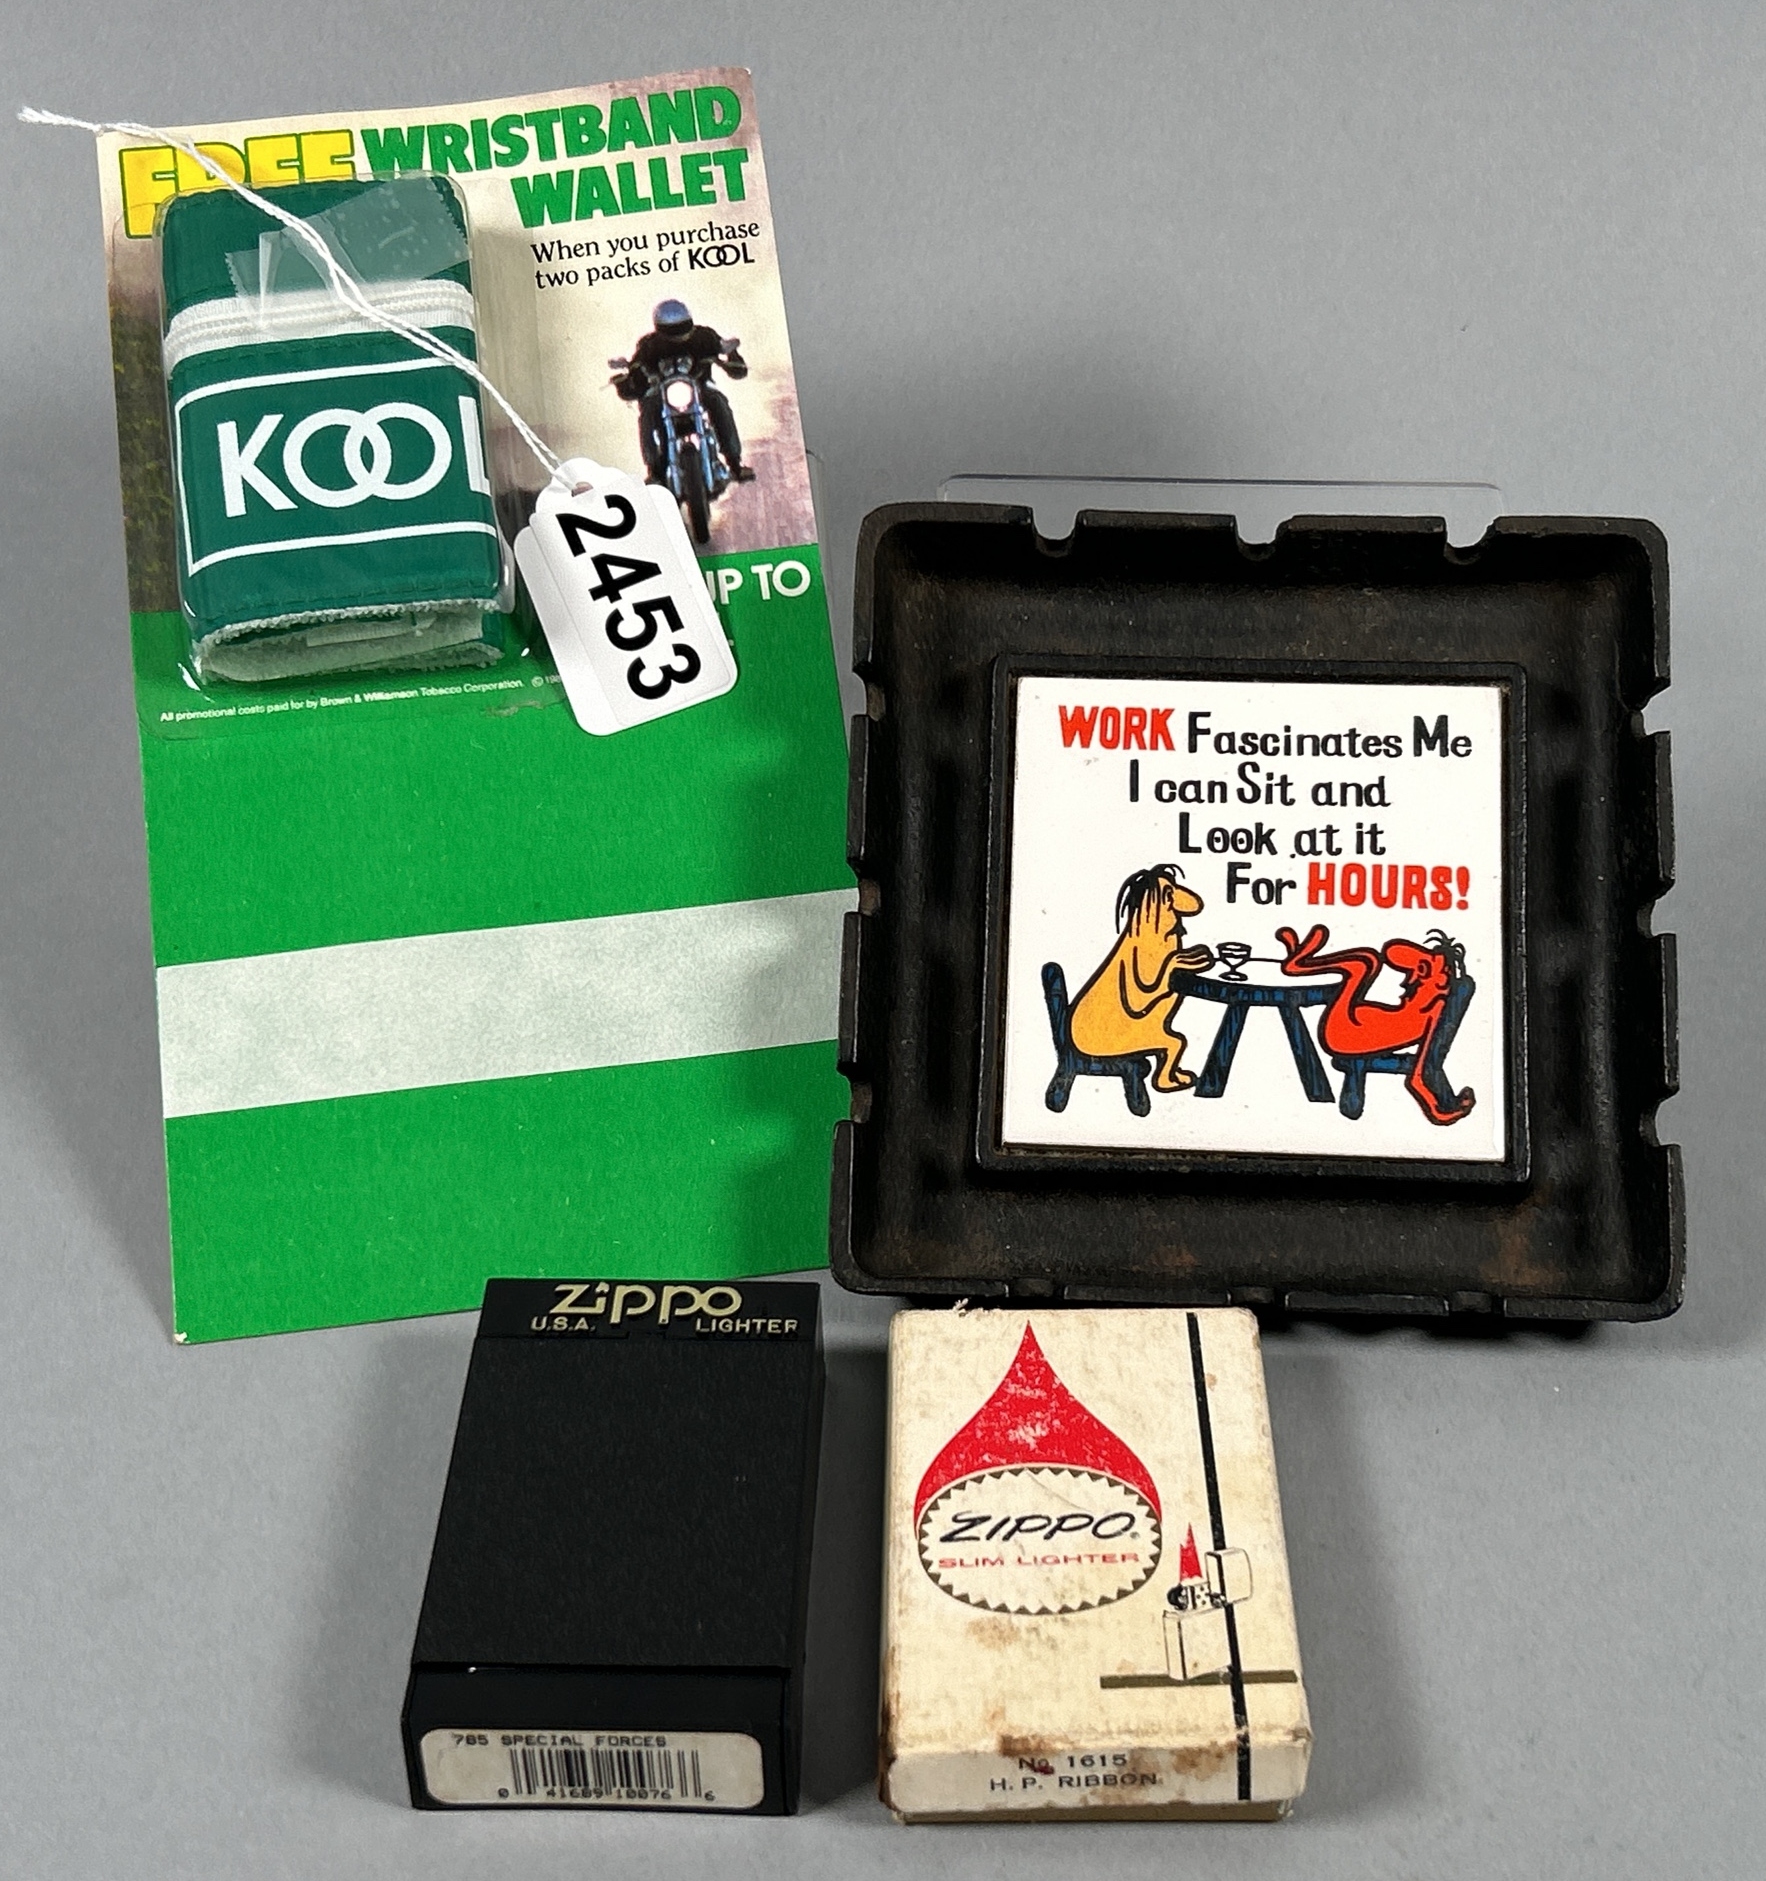 FREE WRISTBAND
WALLET
When you purchase
two packs of KOOL
KOOL
2453
UP TO
All promotional costs paid for by Brown & Williamson Tobacco Corporation. ©
WORK Fascinates Me
I can Sit and
Look at it
For HOURS!
Zippo
U.S.A. LIGHTER
785 SPECIAL FORCES
0 41689 10076 6
ZIPPO
SLIM LIGHTER
No 1615
H. P. RIBBON